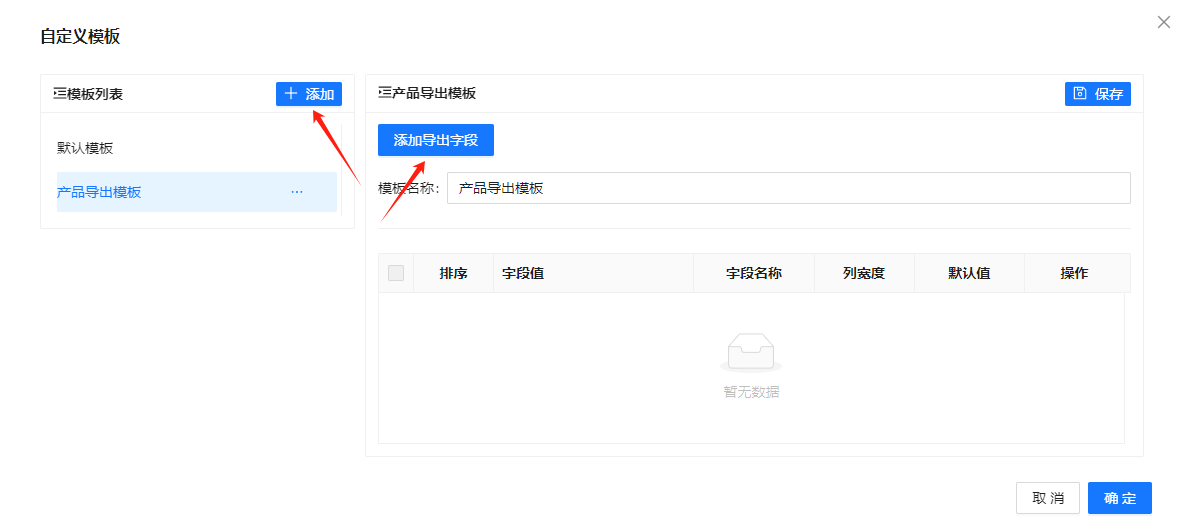 自定义模板
模板列表
添加
默认模板
产品导出模板
产品导出模板
保存
添加导出字段
模板名称:
产品导出模板
排序 字段值 字段名称 列宽度 默认值 操作
暂无数据
取 消
确 定